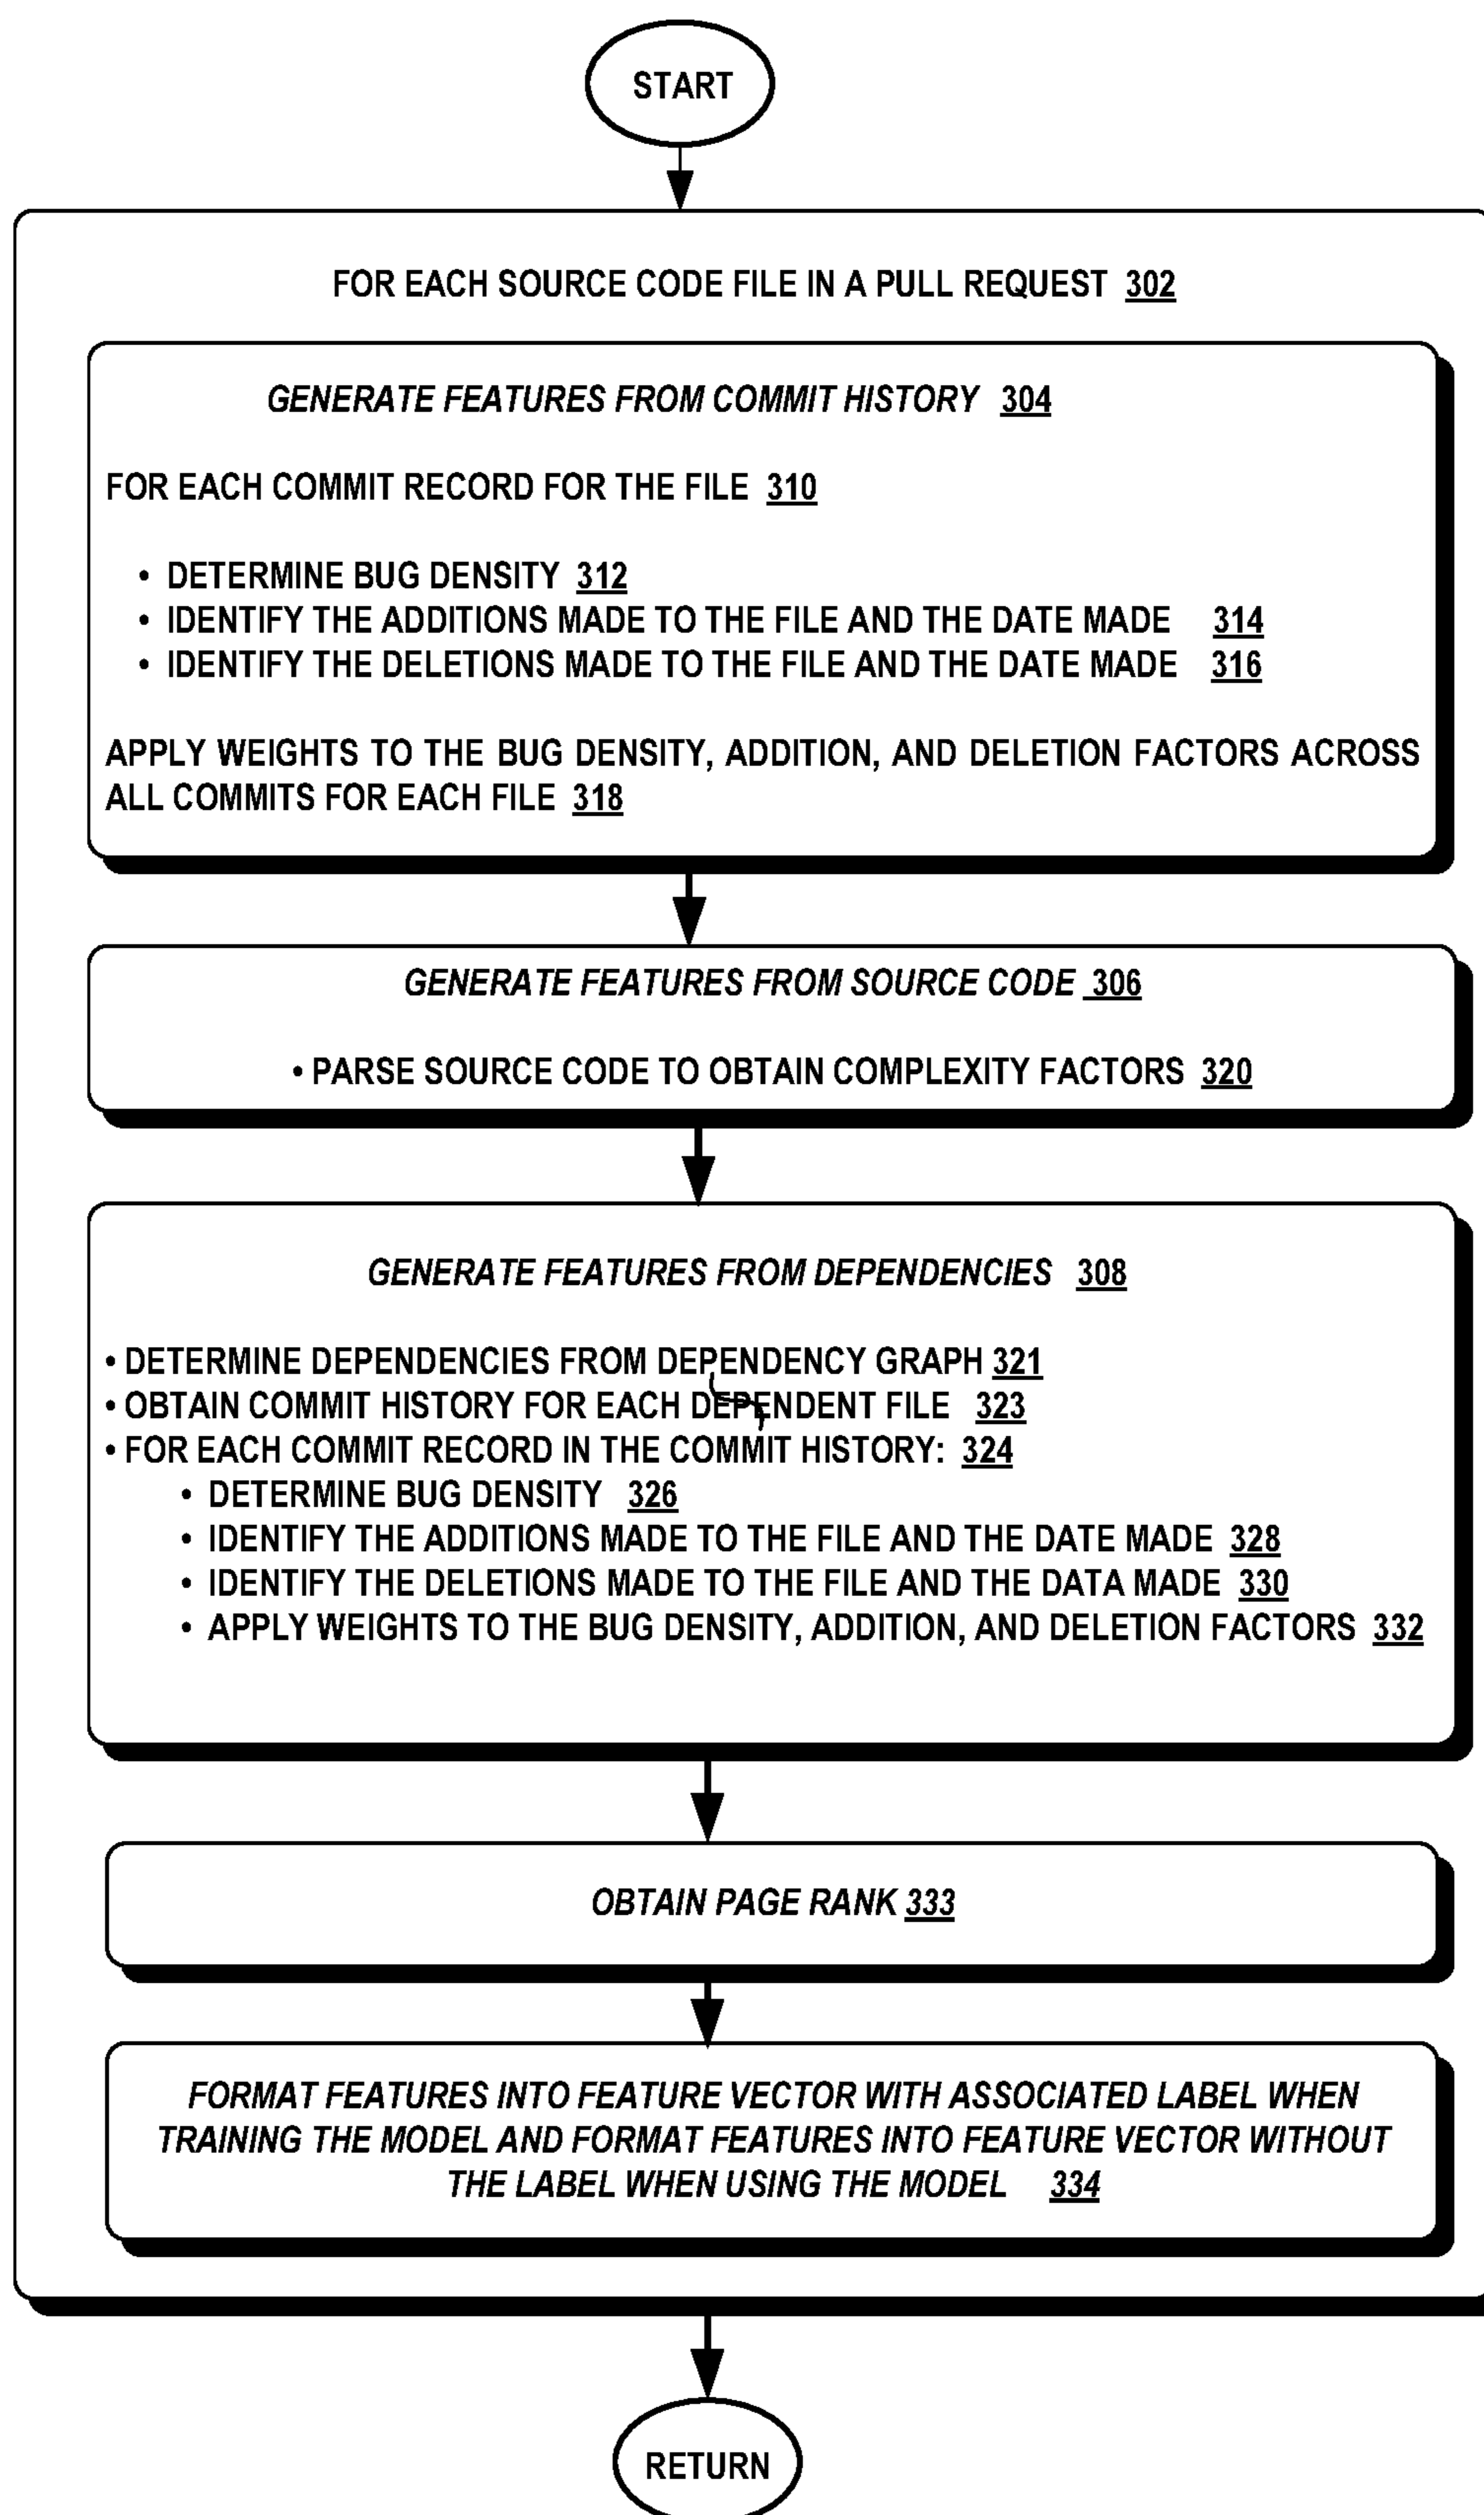 START
FOR EACH SOURCE CODE FILE IN A PULL REQUEST 302
GENERATE FEATURES FROM COMMIT HISTORY 304
FOR EACH COMMIT RECORD FOR THE FILE 310
• DETERMINE BUG DENSITY 312
• IDENTIFY THE ADDITIONS MADE TO THE FILE AND THE DATE MADE 314
• IDENTIFY THE DELETIONS MADE TO THE FILE AND THE DATE MADE 316
APPLY WEIGHTS TO THE BUG DENSITY, ADDITION, AND DELETION FACTORS ACROSS
ALL COMMITS FOR EACH FILE 318
GENERATE FEATURES FROM SOURCE CODE 306
• PARSE SOURCE CODE TO OBTAIN COMPLEXITY FACTORS 320
GENERATE FEATURES FROM DEPENDENCIES 308
• DETERMINE DEPENDENCIES FROM DEPENDENCY GRAPH 321
• OBTAIN COMMIT HISTORY FOR EACH DEPENDENT FILE 323
• FOR EACH COMMIT RECORD IN THE COMMIT HISTORY: 324
• DETERMINE BUG DENSITY 326
• IDENTIFY THE ADDITIONS MADE TO THE FILE AND THE DATE MADE 328
• IDENTIFY THE DELETIONS MADE TO THE FILE AND THE DATA MADE 330
• APPLY WEIGHTS TO THE BUG DENSITY, ADDITION, AND DELETION FACTORS 332
OBTAIN PAGE RANK 333
FORMAT FEATURES INTO FEATURE VECTOR WITH ASSOCIATED LABEL WHEN
TRAINING THE MODEL AND FORMAT FEATURES INTO FEATURE VECTOR WITHOUT
THE LABEL WHEN USING THE MODEL 334
RETURN